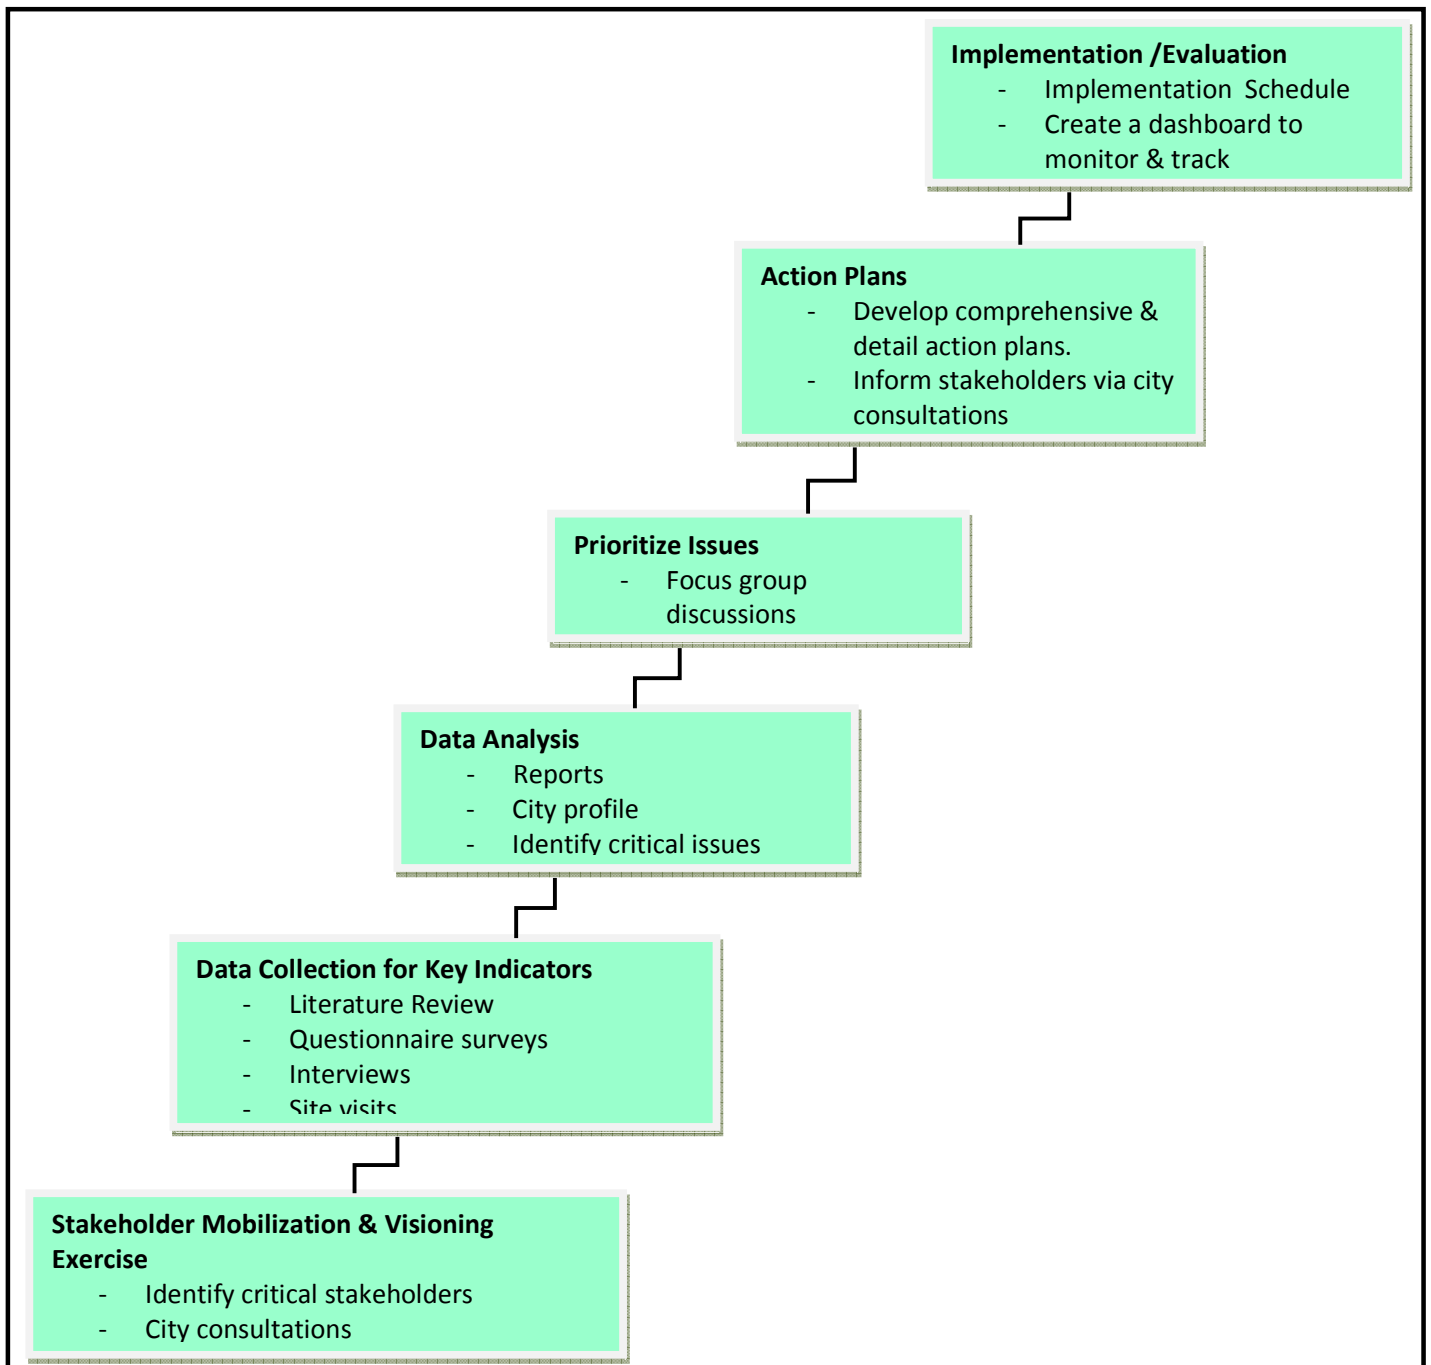 Implementation /Evaluation
- Implementation Schedule
- Create a dashboard to
monitor & track
Action Plans
- Develop comprehensive &
detail action plans.
- Inform stakeholders via city
consultations
Prioritize Issues
- Focus group
discussions
Data Analysis
- Reports
- City profile
- Identify critical issues
Data Collection for Key Indicators
- Literature Review
- Questionnaire surveys
- Interviews
- Site visits
Stakeholder Mobilization & Visioning
Exercise
- Identify critical stakeholders
- City consultations